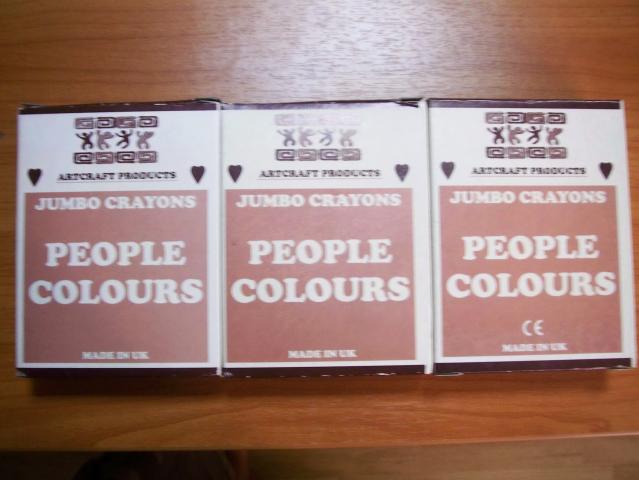 ARTCRAFT PRODUCTS
JUMBO CRAYONS
PEOPLE
COLOURS
MADE IN UK
ARTCRAFT PRODUCTS
JUMBO CRAYONS
PEOPLE
COLOURS
MADE IN UK
ARTCRAFT PRODUCTS
JUMBO CRAYONS
PEOPLE
COLOURS
CE
MADE IN UK